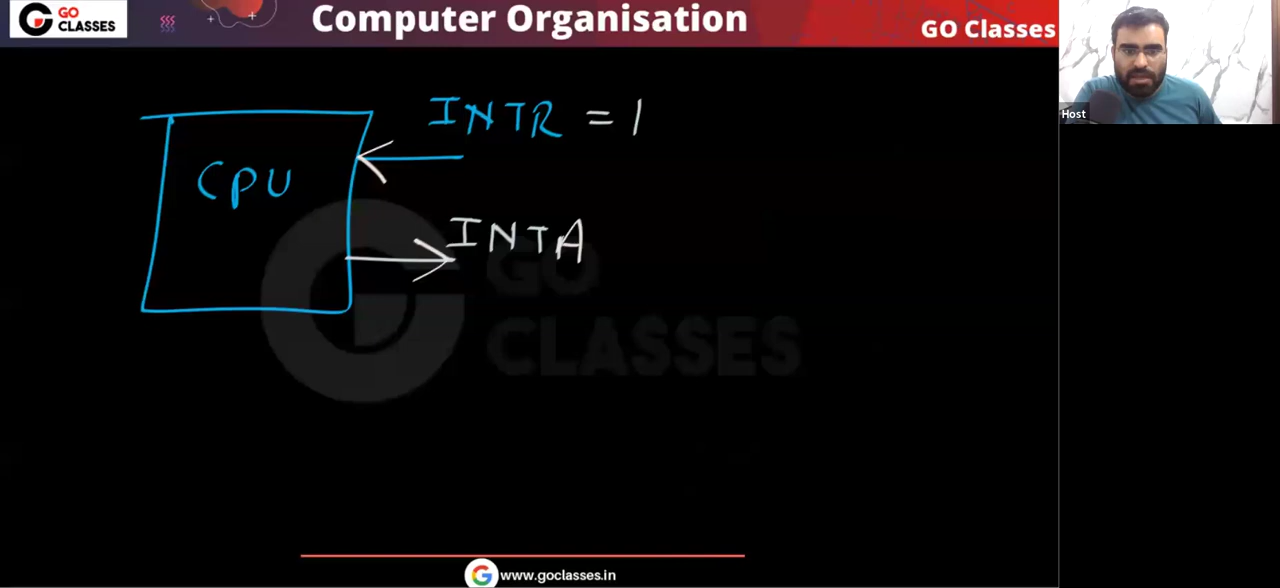 GO
CLASSES
Computer Organisation
GO Classes
Host
INTR = 1
CPU
INTA
GO
CLASSES
www.goclasses.in